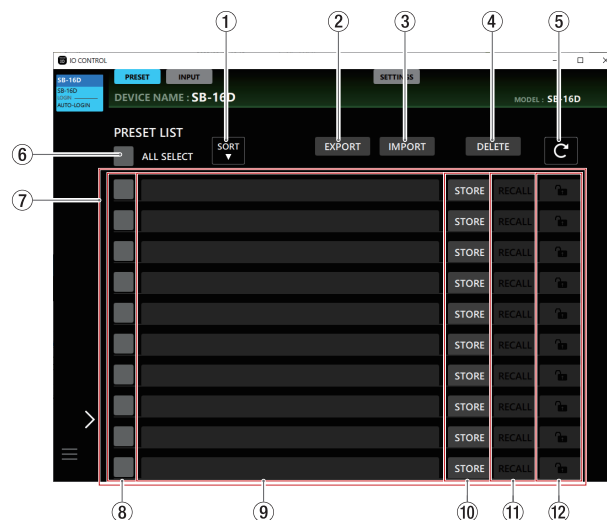 ① ② ③ ④ ⑤
IO CONTROL
SB-16D
SB-16D
LOGIN
AUTO-LOGIN
PRESET INPUT SETTINGS
DEVICE NAME : SB-16D MODEL : SB-16D
PRESET LIST
⑥ ALL SELECT SORT ▼ EXPORT IMPORT DELETE
⑦
STORE RECALL
STORE RECALL
STORE RECALL
STORE RECALL
STORE RECALL
STORE RECALL
STORE RECALL
STORE RECALL
STORE RECALL
STORE RECALL
⑧ ⑨ ⑩ ⑪ ⑫